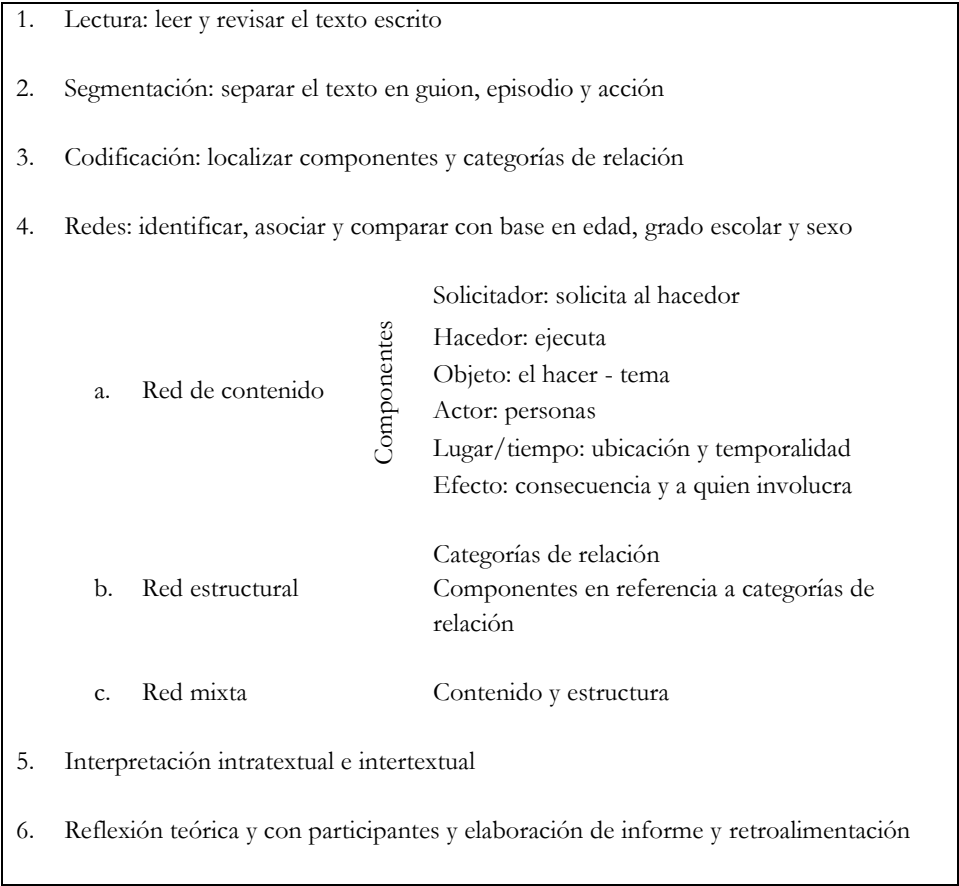 1. Lectura: leer y revisar el texto escrito
2. Segmentación: separar el texto en guion, episodio y acción
3. Codificación: localizar componentes y categorías de relación
4. Redes: identificar, asociar y comparar con base en edad, grado escolar y sexo
a. Red de contenido
Componentes
Solicitador: solicita al hacedor
Hacedor: ejecuta
Objeto: el hacer - tema
Actor: personas
Lugar/tiempo: ubicación y temporalidad
Efecto: consecuencia y a quien involucra
b. Red estructural
Categorías de relación
Componentes en referencia a categorías de
relación
c. Red mixta
Contenido y estructura
5. Interpretación intratextual e intertextual
6. Reflexión teórica y con participantes y elaboración de informe y retroalimentación